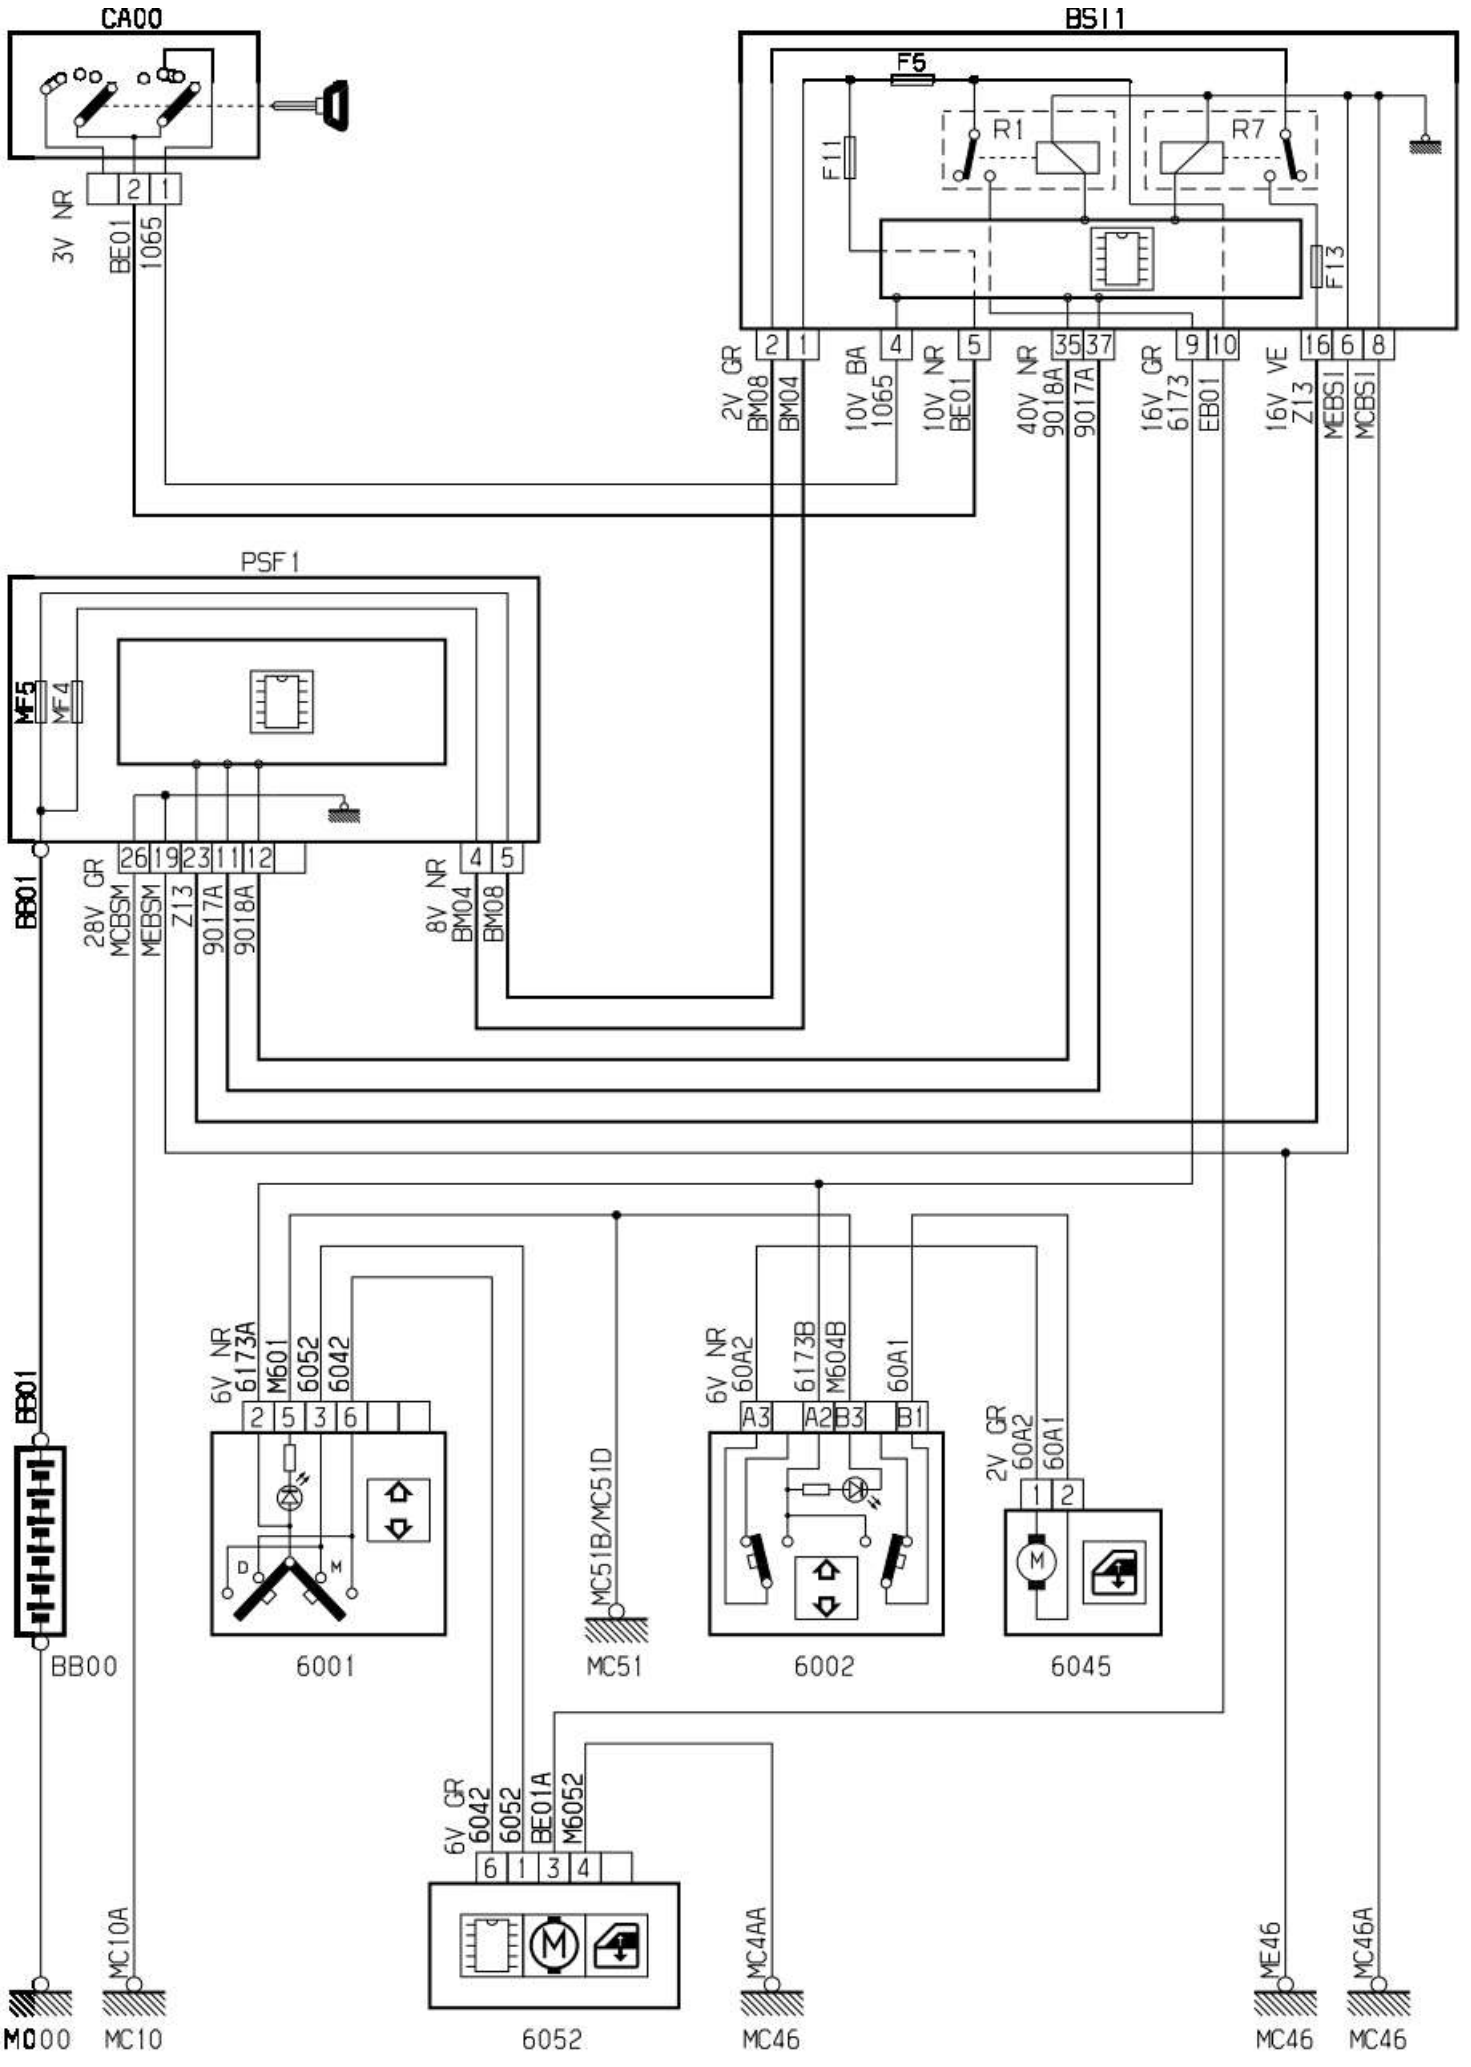 CA00
BSI1
F5
R1
R7
F11
F13
2
1
3V NR
BE01
1065
2
1
4
5
35
37
9
10
16
6
8
2V GR
BM08
BM04
10V BA
1065
10V NR
BE01
40V NR
9018A
9017A
16V GR
6173
EB01
16V VE
Z13
MEBSI
MCBSI
PSF1
MF5
MF4
26
19
23
11
12
4
5
BB01
28V GR
MCBSM
MEBSM
Z13
9017A
9018A
8V NR
BM04
BM08
BB01
6V NR
6173A
M601
6052
6042
6V NR
60A2
6173B
M604B
60A1
2V GR
60A2
60A1
2
5
3
6
A3
A2
B3
B1
1
2
MC51B/MC51D
D
M
M
BB00
6001
MC51
6002
6045
6V GR
6042
6052
BE01A
M6052
6
1
3
4
M
MC10A
MC4AA
ME46
MC46A
M000
MC10
6052
MC46
MC46
MC46